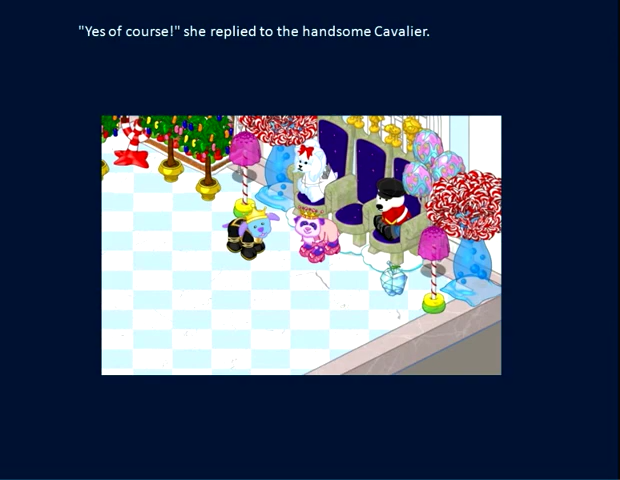 "Yes of course!" she replied to the handsome Cavalier.